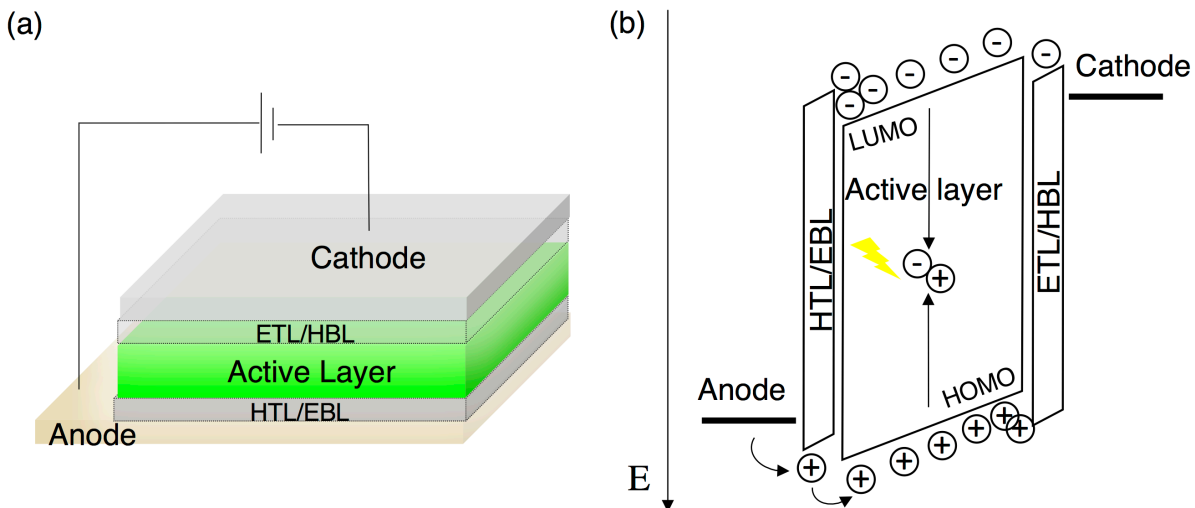 (a)
Cathode
ETL/HBL
Active Layer
HTL/EBL
Anode
(b)
E
- - - - - - - -
Cathode
LUMO
Active layer
HTL/EBL
ETL/HBL
- +
Anode
HOMO
+ + + + + + +